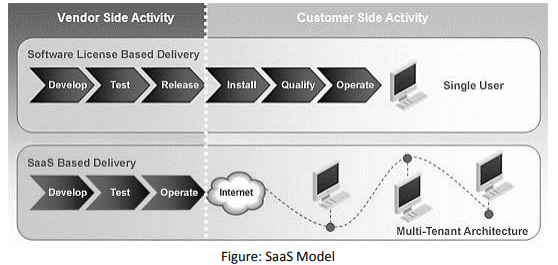 Vendor Side Activity
Customer Side Activity
Software License Based Delivery
Develop
Test
Release
Install
Qualify
Operate
Single User
SaaS Based Delivery
Develop
Test
Operate
Internet
Multi-Tenant Architecture
Figure: SaaS Model